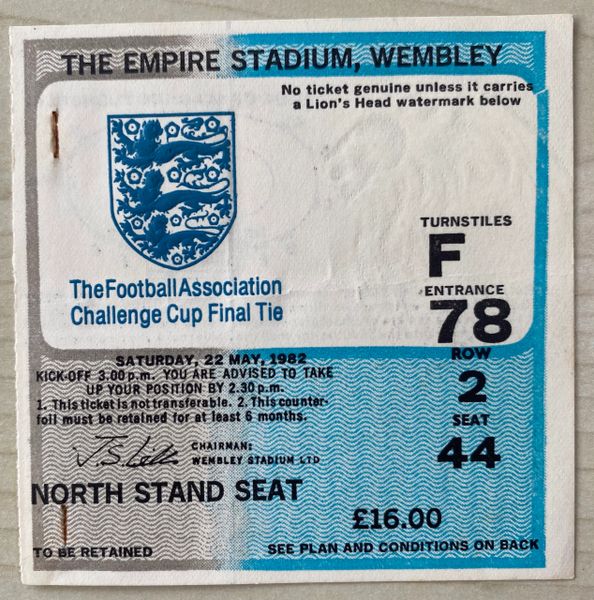 THE EMPIRE STADIUM, WEMBLEY
No ticket genuine unless it carries
a Lion's Head watermark below
TURNSTILES
F
ENTRANCE
78
ROW
2
SEAT
44
The Football Association
Challenge Cup Final Tie
SATURDAY, 22 MAY, 1982
KICK-OFF 3.00 p.m. YOU ARE ADVISED TO TAKE
UP YOUR POSITION BY 2.30 p.m.
1. This ticket is not transferable. 2. This counter-
foil must be retained for at least 6 months.
CHAIRMAN:
WEMBLEY STADIUM LTD
NORTH STAND SEAT
£16.00
TO BE RETAINED
SEE PLAN AND CONDITIONS ON BACK